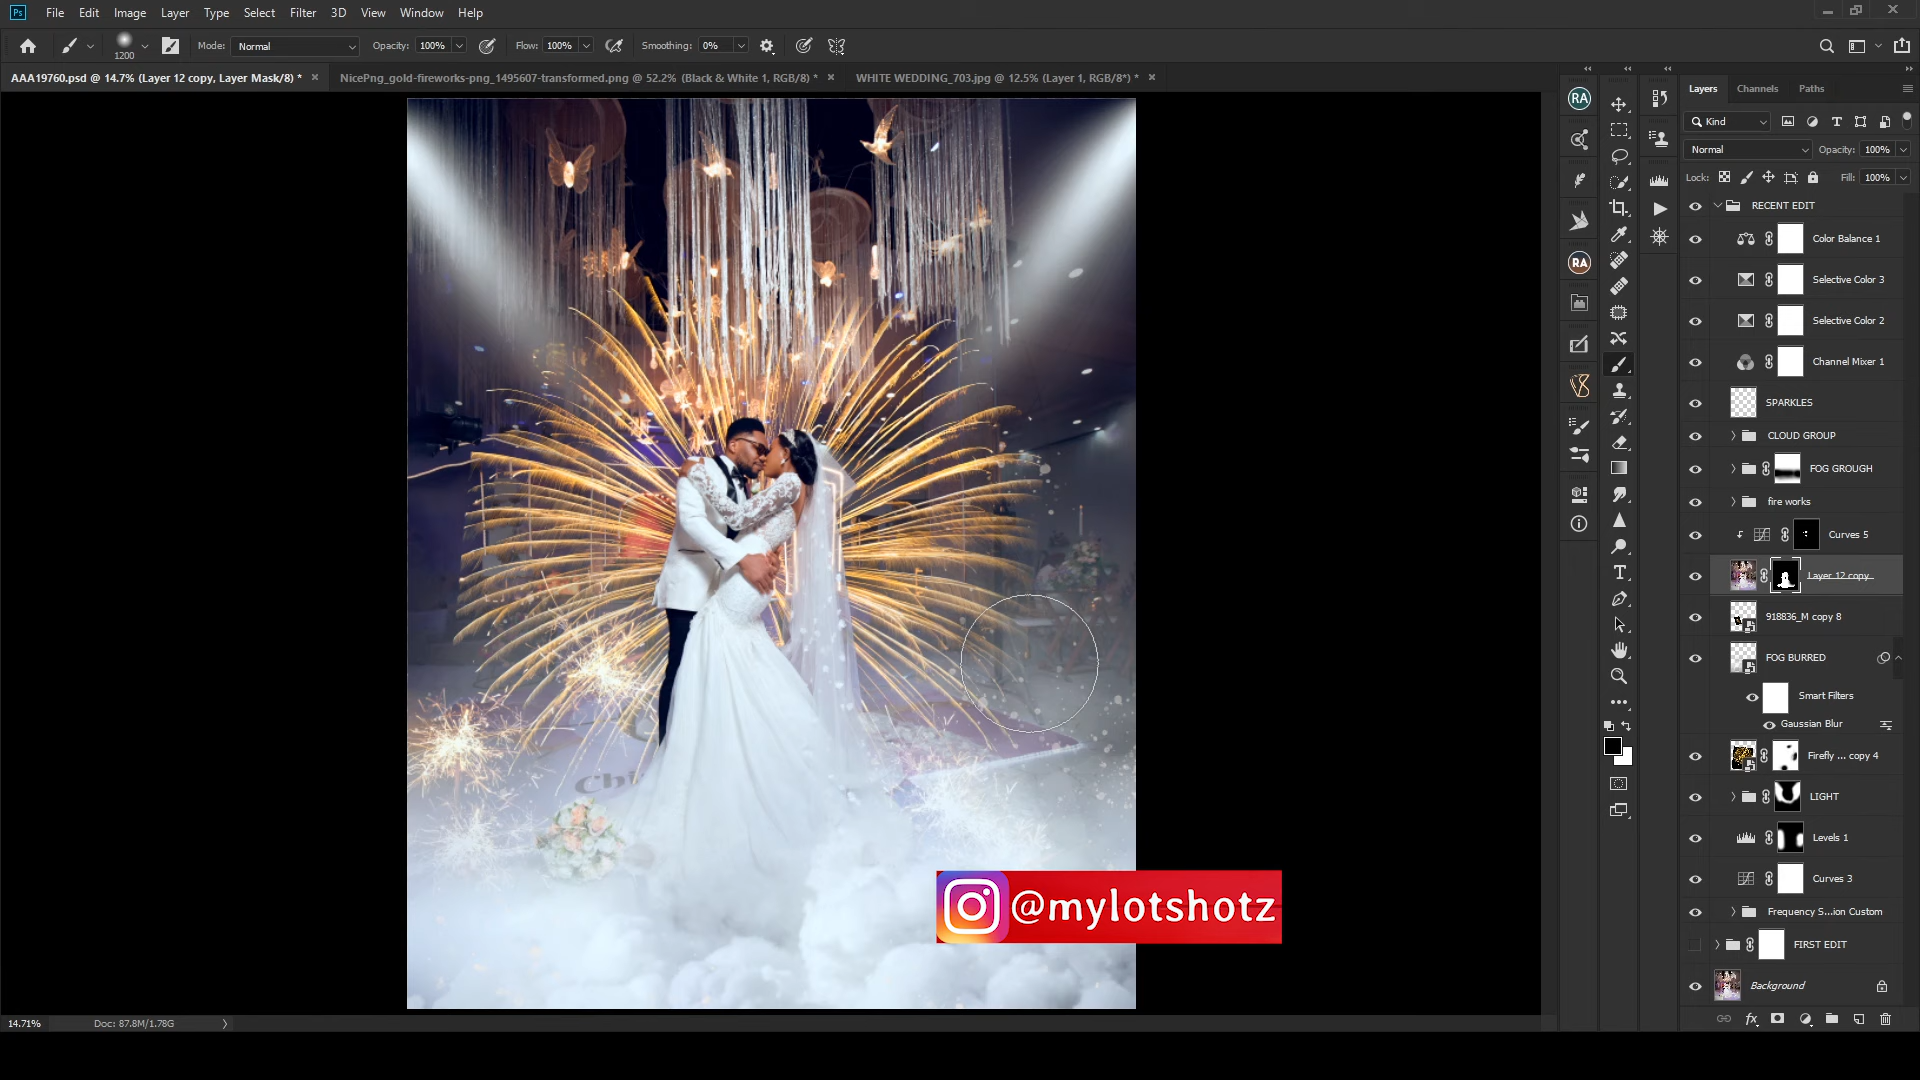 Ps File Edit Image Layer Type Select Filter 3D View Window Help
1200 Mode: Normal Opacity: 100% Flow: 100% Smoothing: 0%
AAA19760.psd @ 14.7% (Layer 12 copy, Layer Mask/8) * × NicePng_gold-fireworks-png_1495607-transformed.png @ 52.2% (Black & White 1, RGB/8) * × WHITE WEDDING_703.jpg @ 12.5% (Layer 1, RGB/8*) * ×
RA
RA
Layers Channels Paths
Kind
Normal Opacity: 100%
Lock: Fill: 100%
RECENT EDIT
Color Balance 1
Selective Color 3
Selective Color 2
Channel Mixer 1
SPARKLES
CLOUD GROUP
FOG GROUGH
fire works
Curves 5
Layer 12 copy
918836_M copy 8
FOG BURRED
Smart Filters
Gaussian Blur
Firefly ... copy 4
LIGHT
Levels 1
Curves 3
Frequency S...ion Custom
FIRST EDIT
Background
fx
@mylotshotz
14.71% Doc: 87.8M/1.78G